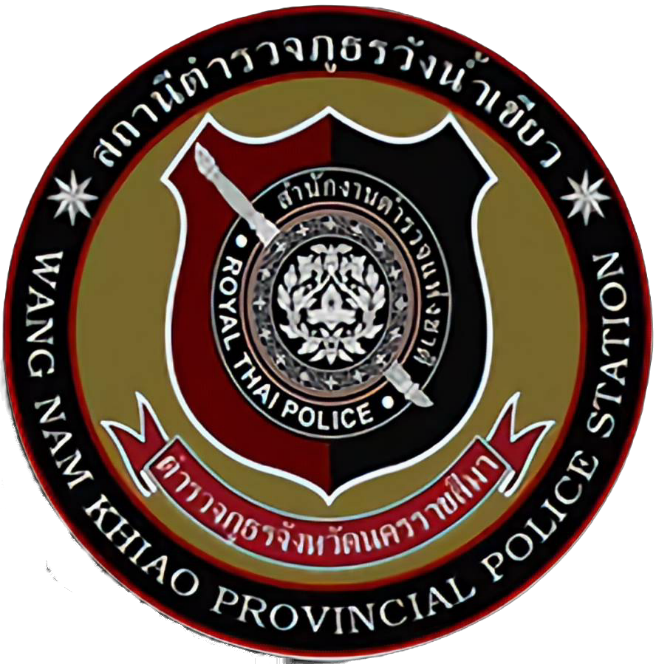 สถานีตำรวจภูธรวังน้ำเขียว
สำนักงานตำรวจแห่งชาติ
ROYAL THAI POLICE
ตำรวจภูธรจังหวัดนครราชสีมา
WANG NAM KHIAO PROVINCIAL POLICE STATION